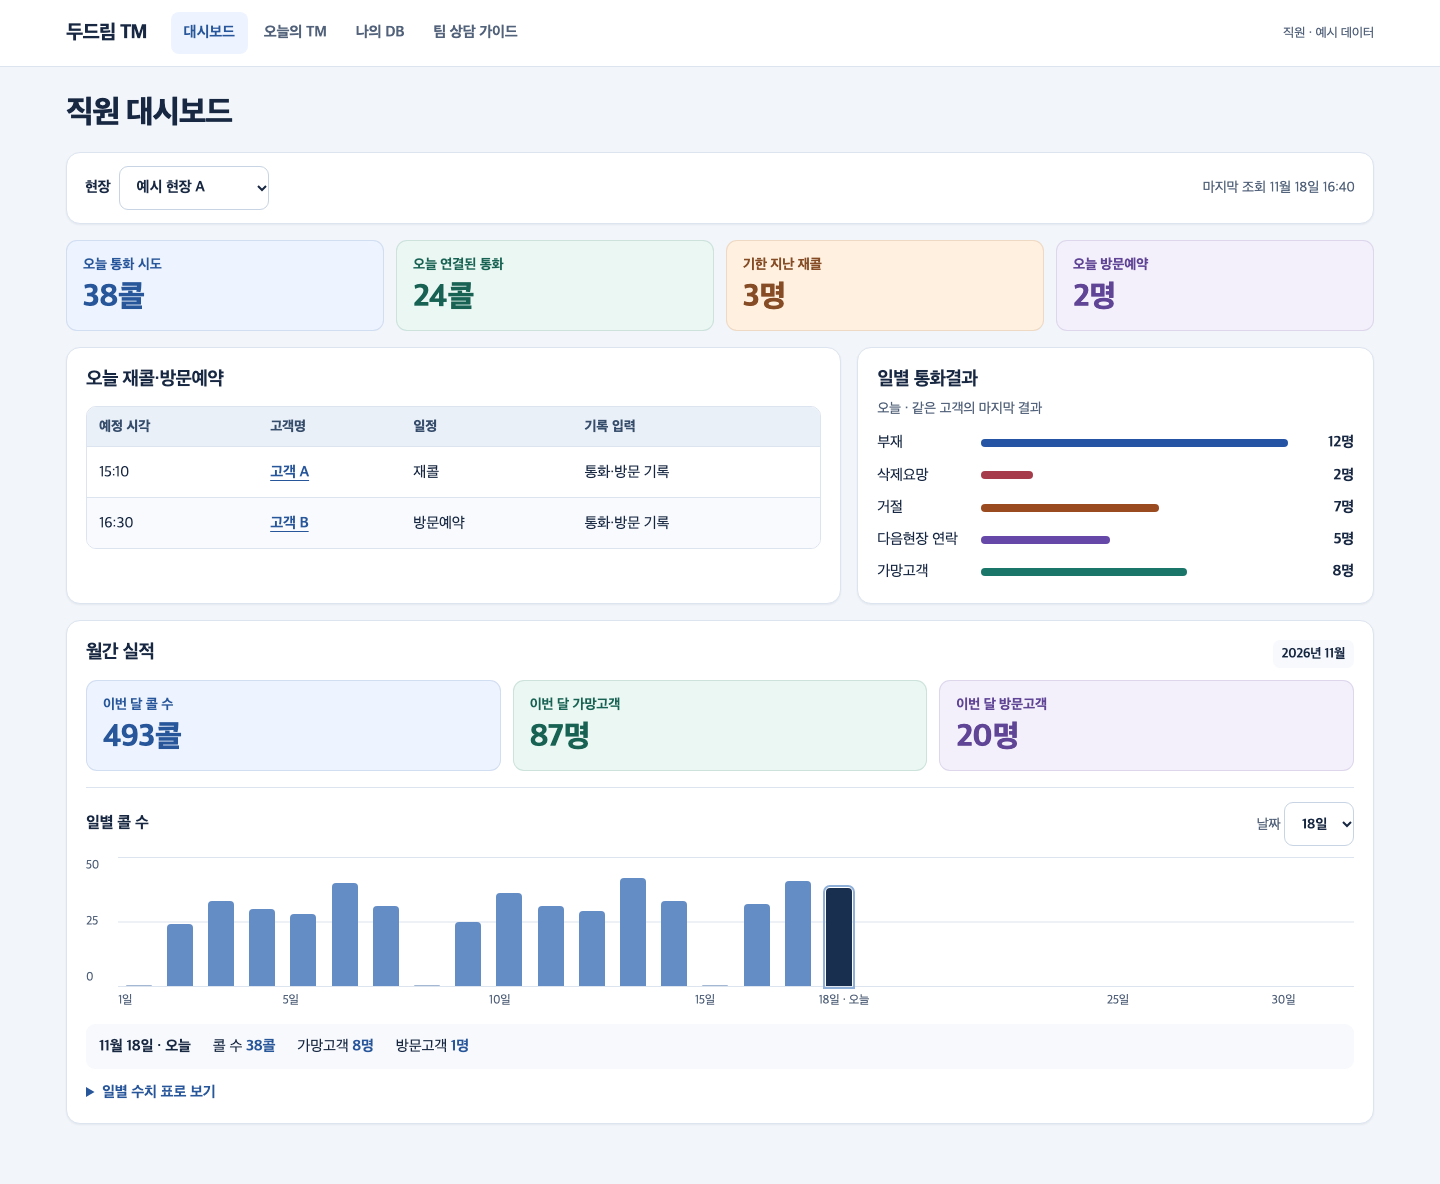 두드림 TM 대시보드 오늘의 TM 나의 DB 팀 상담 가이드 직원 · 예시 데이터
직원 대시보드
현장 예시 현장 A 마지막 조회 11월 18일 16:40
오늘 통화 시도 오늘 연결된 통화 기한 지난 재콜 오늘 방문예약
38콜 24콜 3명 2명
오늘 재콜·방문예약
예정 시각 고객명 일정 기록 입력
15:10 고객 A 재콜 통화·방문 기록
16:30 고객 B 방문예약 통화·방문 기록
일별 통화결과
오늘 · 같은 고객의 마지막 결과
부재 12명
삭제요망 2명
거절 7명
다음현장 연락 5명
가망고객 8명
월간 실적 2026년 11월
이번 달 콜 수 이번 달 가망고객 이번 달 방문고객
493콜 87명 20명
일별 콜 수 날짜 18일
50
25
0
1일 5일 10일 15일 18일 · 오늘 25일 30일
11월 18일 · 오늘 콜 수 38콜 가망고객 8명 방문고객 1명
▶ 일별 수치 표로 보기